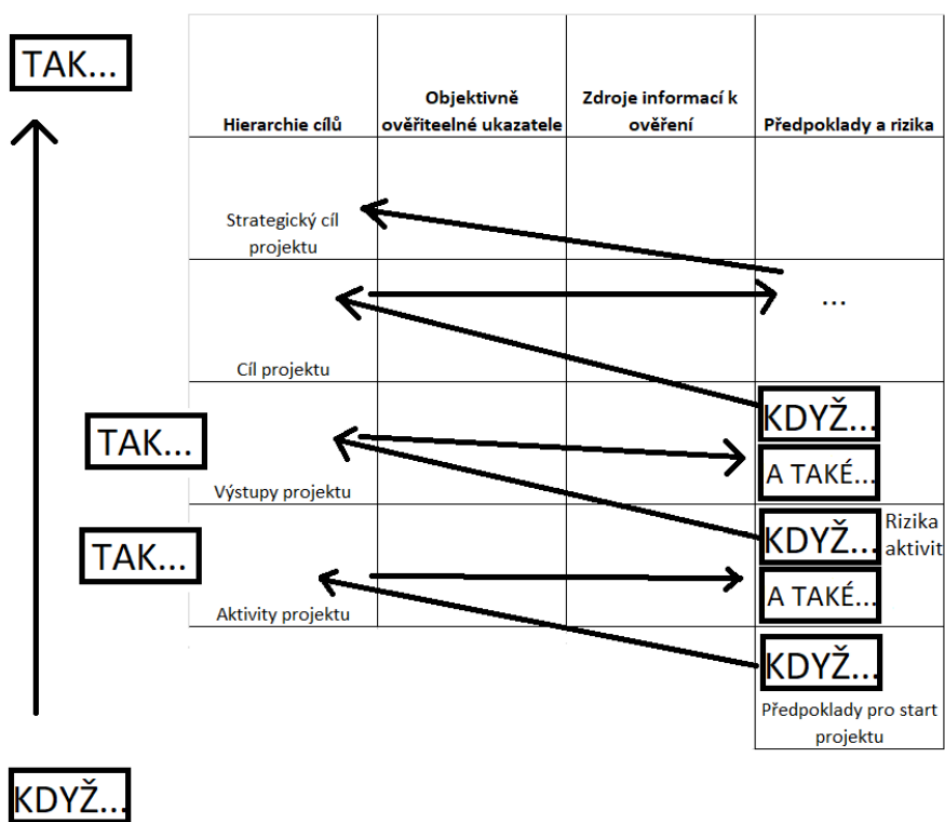 TAK...
Hierarchie cílů
Objektivně
ověřiteelné ukazatele
Zdroje informací k
ověření
Předpoklady a rizika
Strategický cíl
projektu
Cíl projektu
...
TAK...
Výstupy projektu
KDYŽ...
A TAKÉ...
TAK...
Aktivity projektu
KDYŽ...
Rizika
aktivit
A TAKÉ...
KDYŽ...
Předpoklady pro start
projektu
KDYŽ...